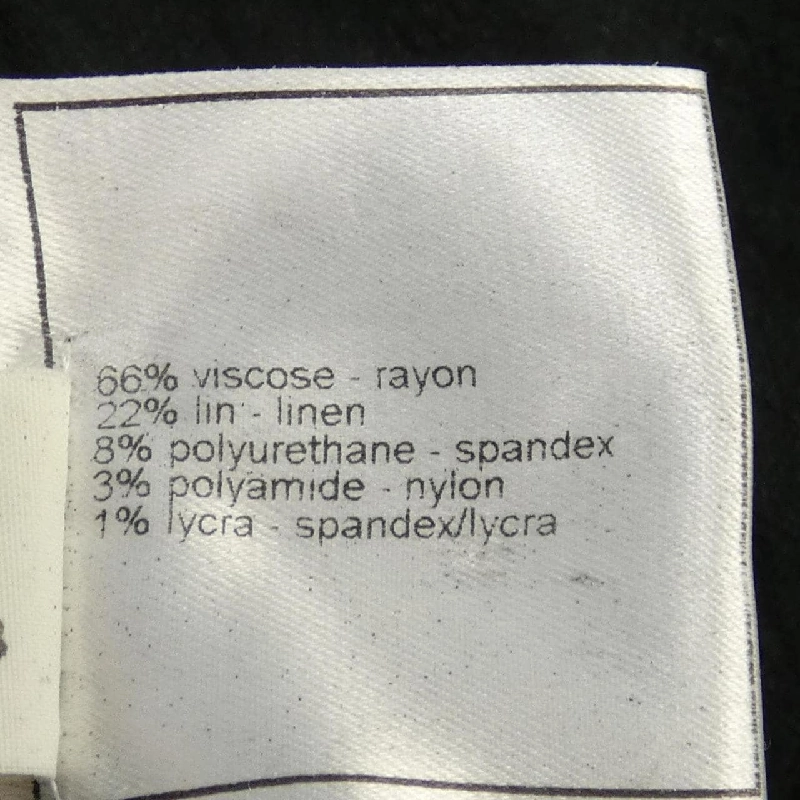 66% viscose - rayon
22% lin - linen
8% polyurethane - spandex
3% polyamide - nylon
1% lycra - spandex/lycra